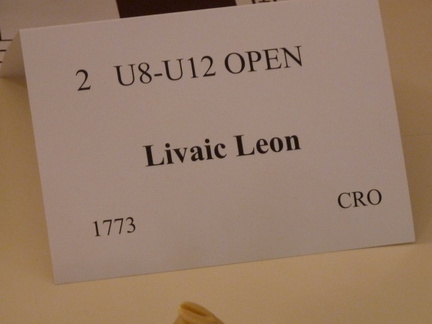 2 U8-U12 OPEN
Livaic Leon
1773 CRO